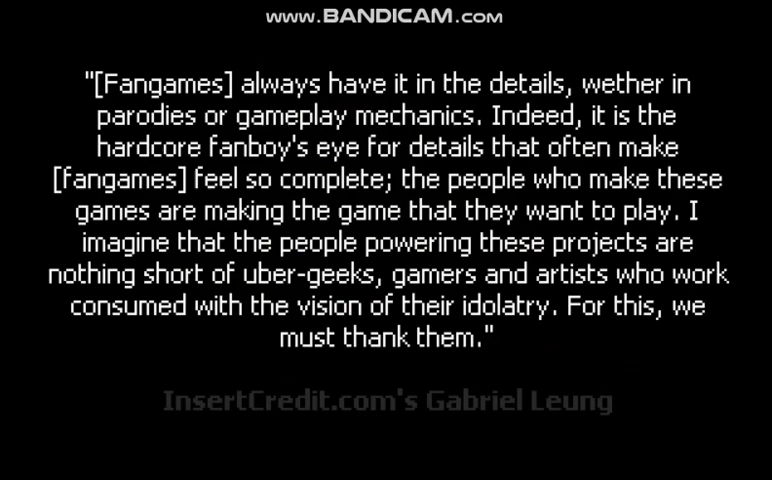 www.BANDICAM.com
"[Fangames] always have it in the details, wether in
parodies or gameplay mechanics. Indeed, it is the
hardcore fanboy's eye for details that often make
[fangames] feel so complete; the people who make these
games are making the game that they want to play. I
imagine that the people powering these projects are
nothing short of uber-geeks, gamers and artists who work
consumed with the vision of their idolatry. For this, we
must thank them."
InsertCredit.com's Gabriel Leung